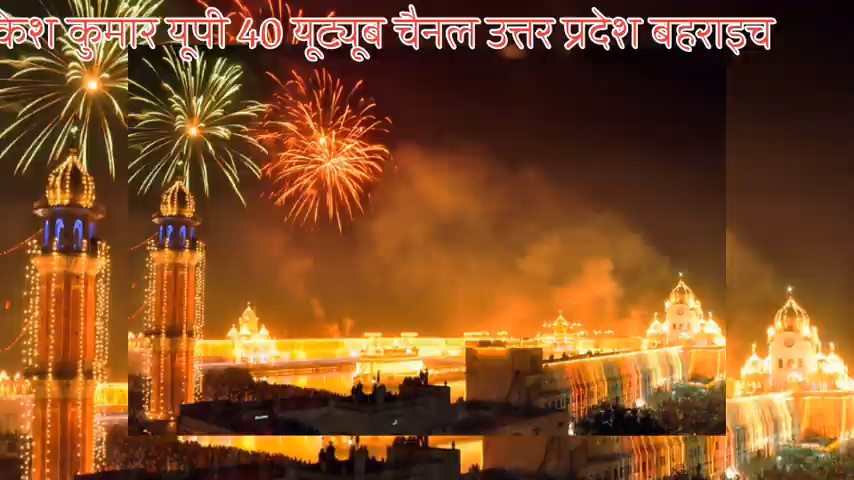 किश कुमार यूपी 40 यूट्यूब चैनल उत्तर प्रदेश बहराइच